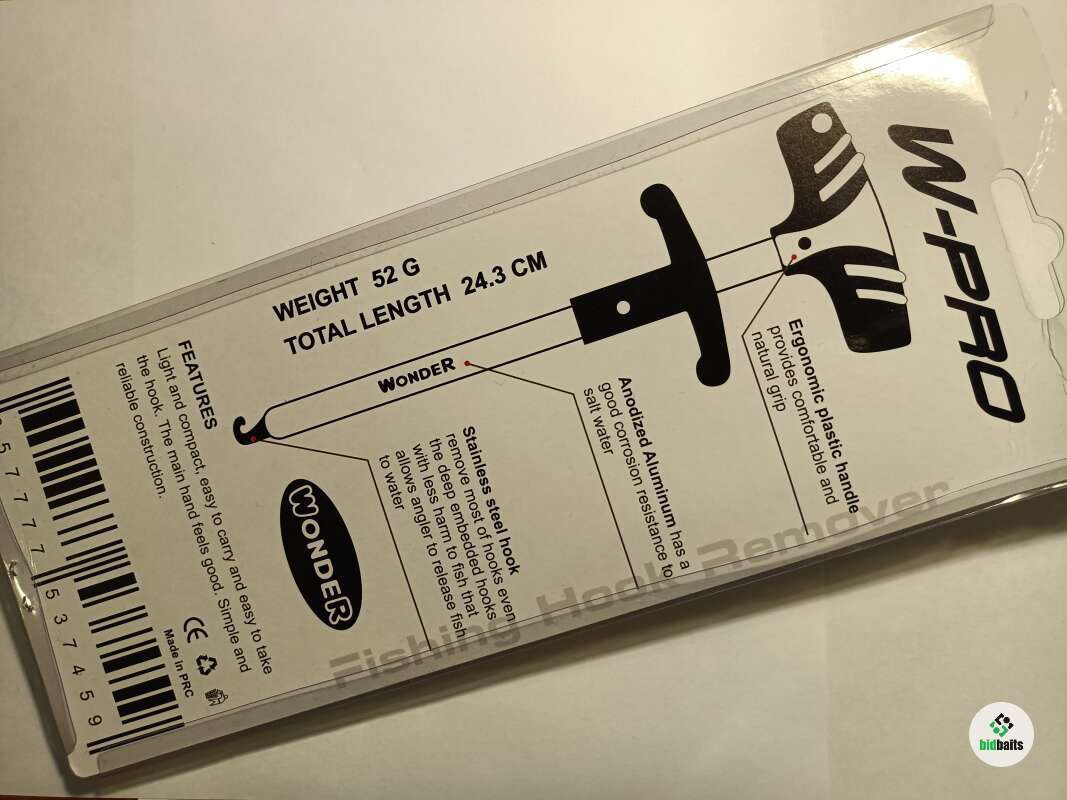 W-PRO
Fishing Hook Remover
Ergonomic plastic handle
provides comfortable and
natural grip
Anodized Aluminum has a
good corrosion resistance to
salt water
Stainless steel hook
remove most of hooks even
the deep embedded hooks
with less harm to fish that
allows angler to release fish
to water
WEIGHT 52 G
TOTAL LENGTH 24.3 CM
WONDER
WONDER
FEATURES
Light and compact, easy to carry and easy to take
the hook. The main hand feels good. Simple and
reliable construction.
CE
Made in PRC
57777537459
bidbaits